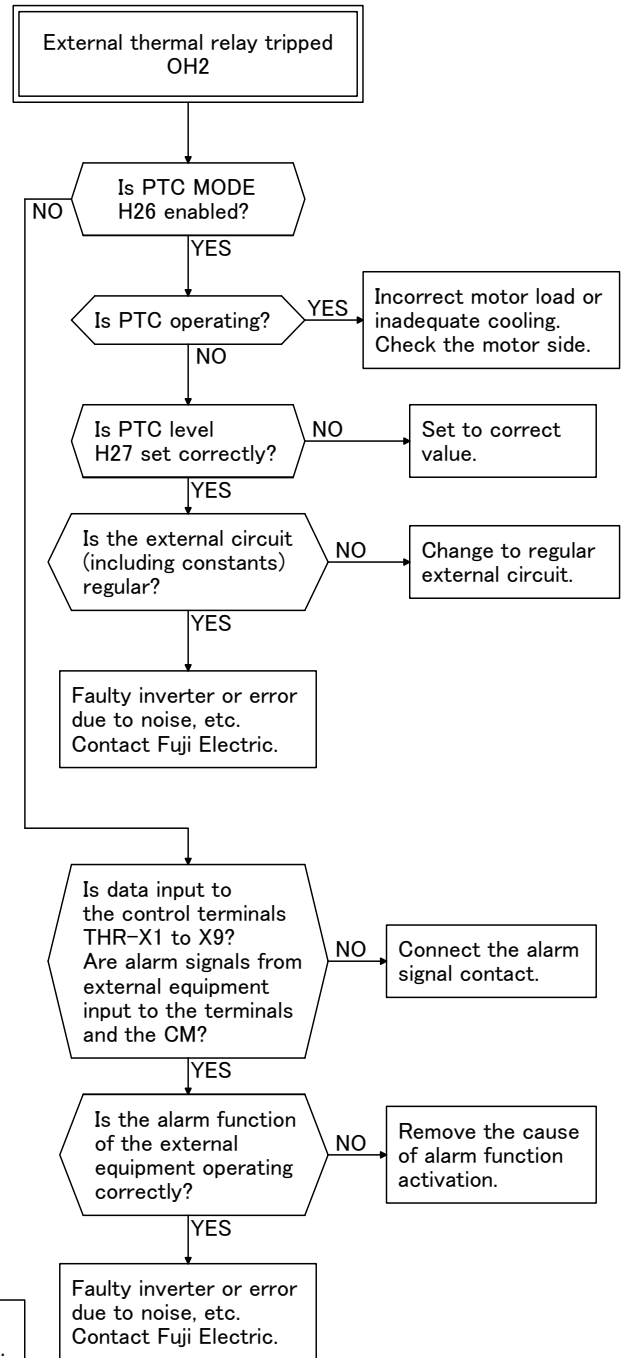 External thermal relay tripped
OH2
Is PTC MODE
H26 enabled?
NO
YES
Is PTC operating?
YES
Incorrect motor load or
inadequate cooling.
Check the motor side.
NO
Is PTC level
H27 set correctly?
NO
Set to correct
value.
YES
Is the external circuit
(including constants)
regular?
NO
Change to regular
external circuit.
YES
Faulty inverter or error
due to noise, etc.
Contact Fuji Electric.
Is data input to
the control terminals
THR-X1 to X9?
Are alarm signals from
external equipment
input to the terminals
and the CM?
NO
Connect the alarm
signal contact.
YES
Is the alarm function
of the external
equipment operating
correctly?
NO
Remove the cause
of alarm function
activation.
YES
Faulty inverter or error
due to noise, etc.
Contact Fuji Electric.